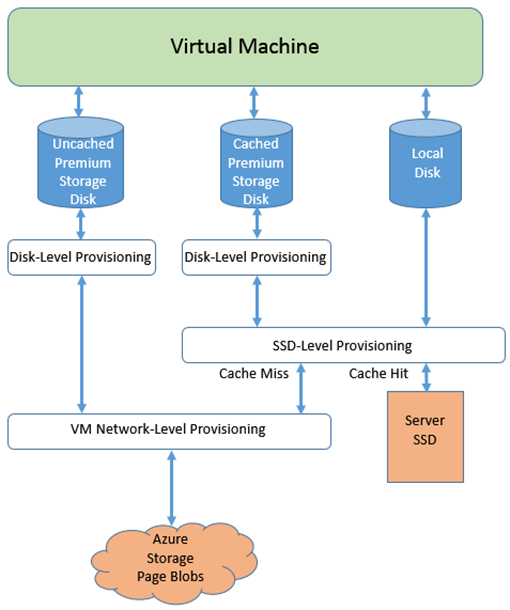 Virtual Machine
Uncached
Premium
Storage
Disk
Cached
Premium
Storage
Disk
Local
Disk
Disk-Level Provisioning
Disk-Level Provisioning
SSD-Level Provisioning
Cache Miss
Cache Hit
VM Network-Level Provisioning
Server
SSD
Azure
Storage
Page Blobs